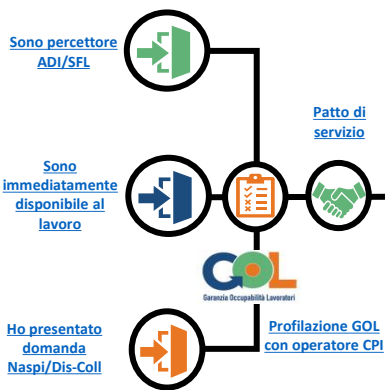 Sono percettore
ADI/SFL
Patto di
servizio
Sono
immediatamente
disponibile al
lavoro
GOL
Garanzia Occupabilità Lavoratori
Ho presentato
domanda
Naspi/Dis-Coll
Profilazione GOL
con operatore CPI